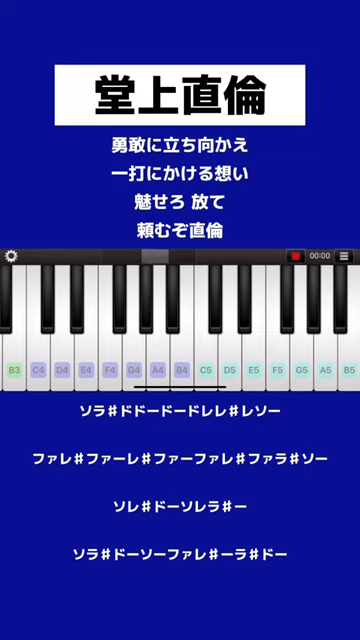 堂上直倫
勇敢に立ち向かえ
一打にかける想い
魅せろ 放て
頼むぞ直倫
00:00
B3 C4 D4 E4 F4 G4 A4 B4 C5 D5 E5 F5 G5 A5 B5
ソラ♯ドドードードレレ♯レソー
ファレ♯ファーレ♯ファーファレ♯ファラ♯ソー
ソレ♯ドーソレラ♯ー
ソラ♯ドーソーファレ♯ーラ♯ドー